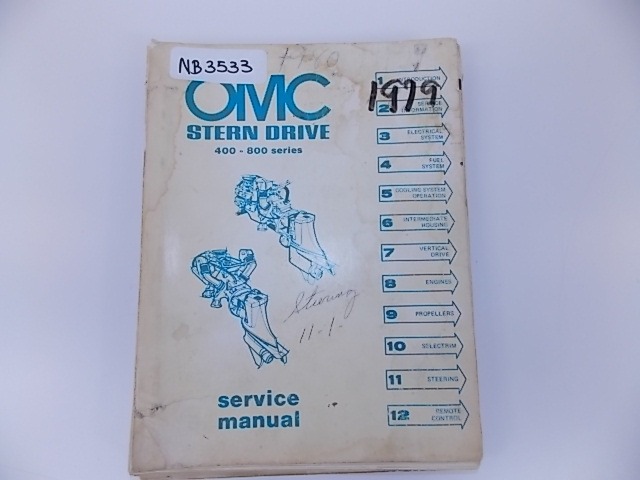 NB3533
OMC
STERN DRIVE
400 - 800 series
1979
1 INTRODUCTION
2 SERVICE
INFORMATION
3 ELECTRICAL
SYSTEM
4 FUEL
SYSTEM
5 COOLING SYSTEM
OPERATION
6 INTERMEDIATE
HOUSING
7 VERTICAL
DRIVE
8 ENGINES
9 PROPELLERS
10 SELECTRIM
11 STEERING
12 REMOTE
CONTROL
Steering
11-1-
service
manual